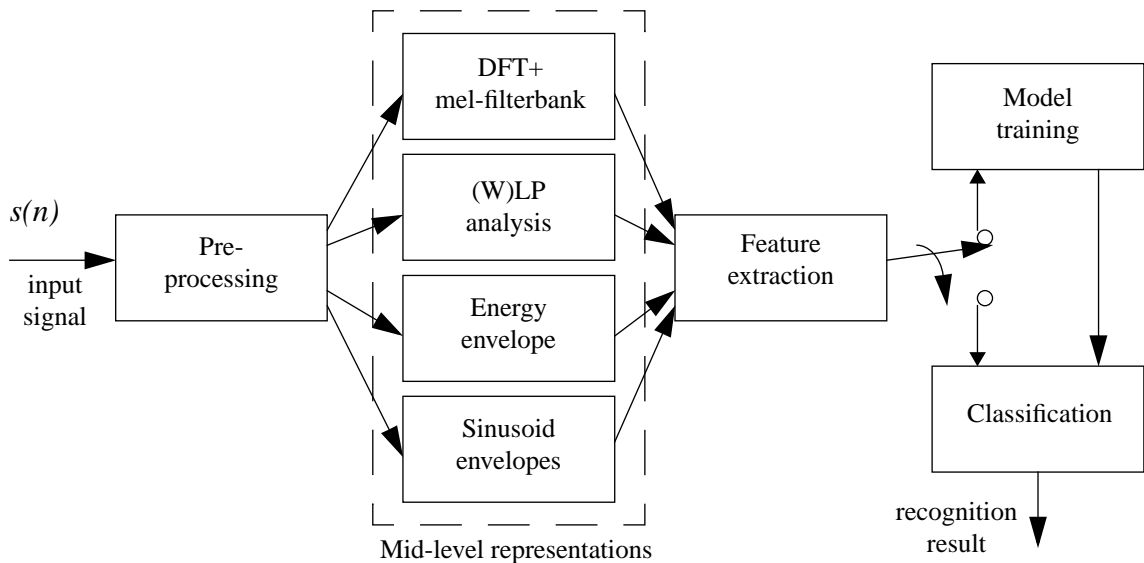 s(n)
input
signal
Pre-
processing
DFT+
mel-filterbank
(W)LP
analysis
Energy
envelope
Sinusoid
envelopes
Mid-level representations
Feature
extraction
Model
training
Classification
recognition
result